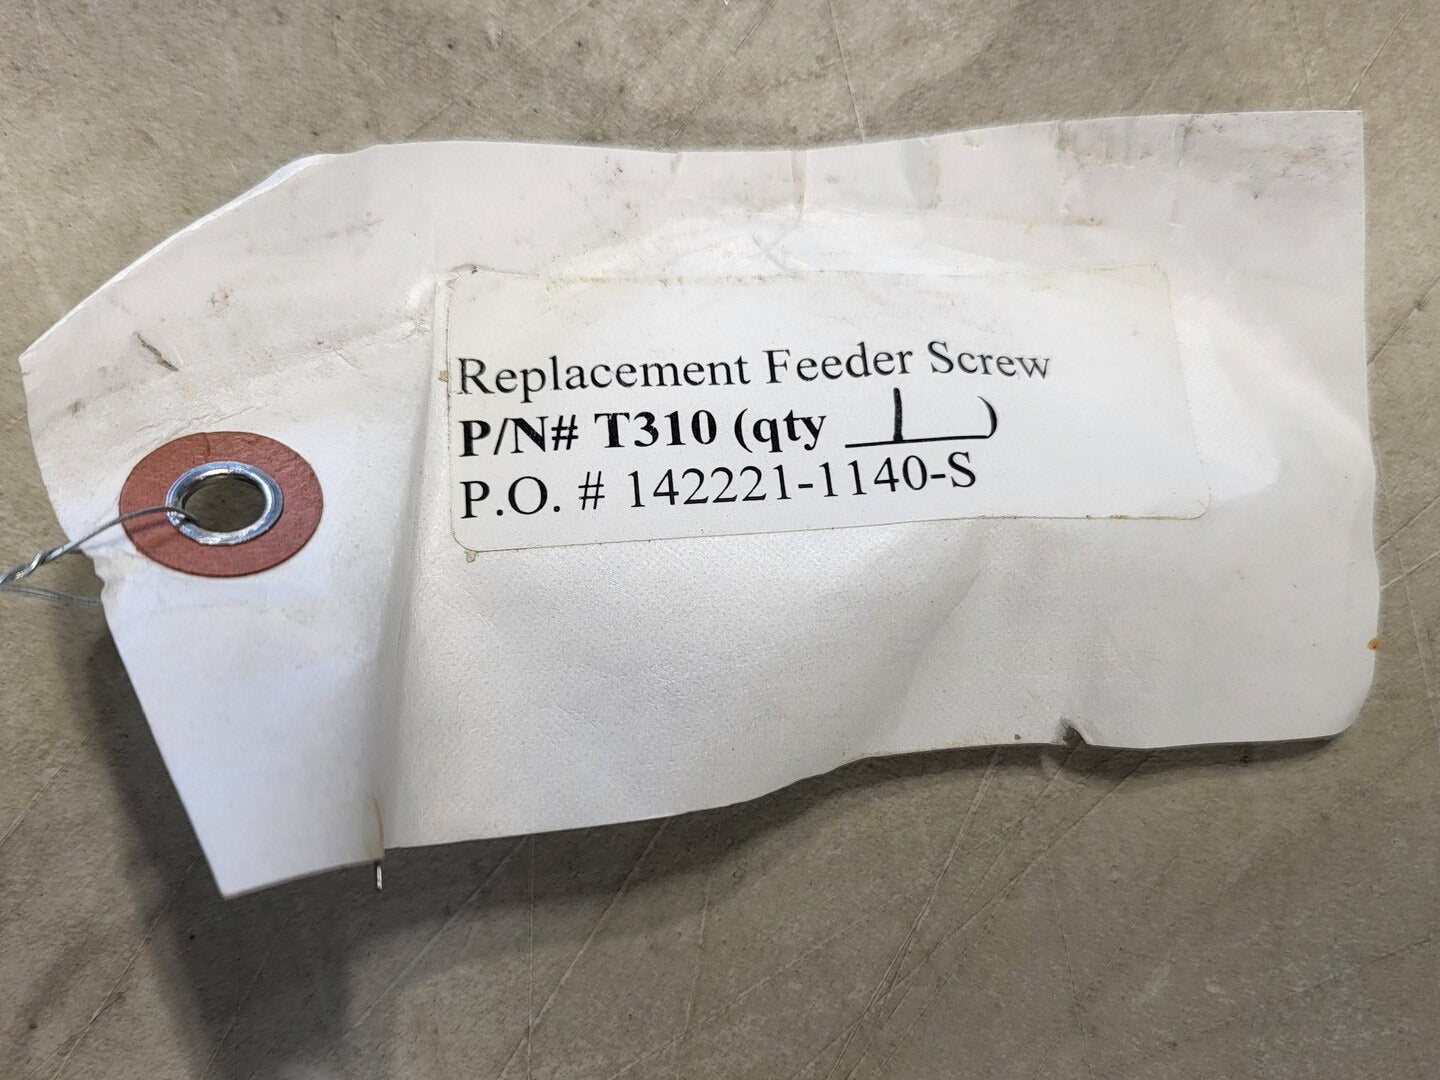 Replacement Feeder Screw
P/N# T310 (qty 1)
P.O. # 142221-1140-S